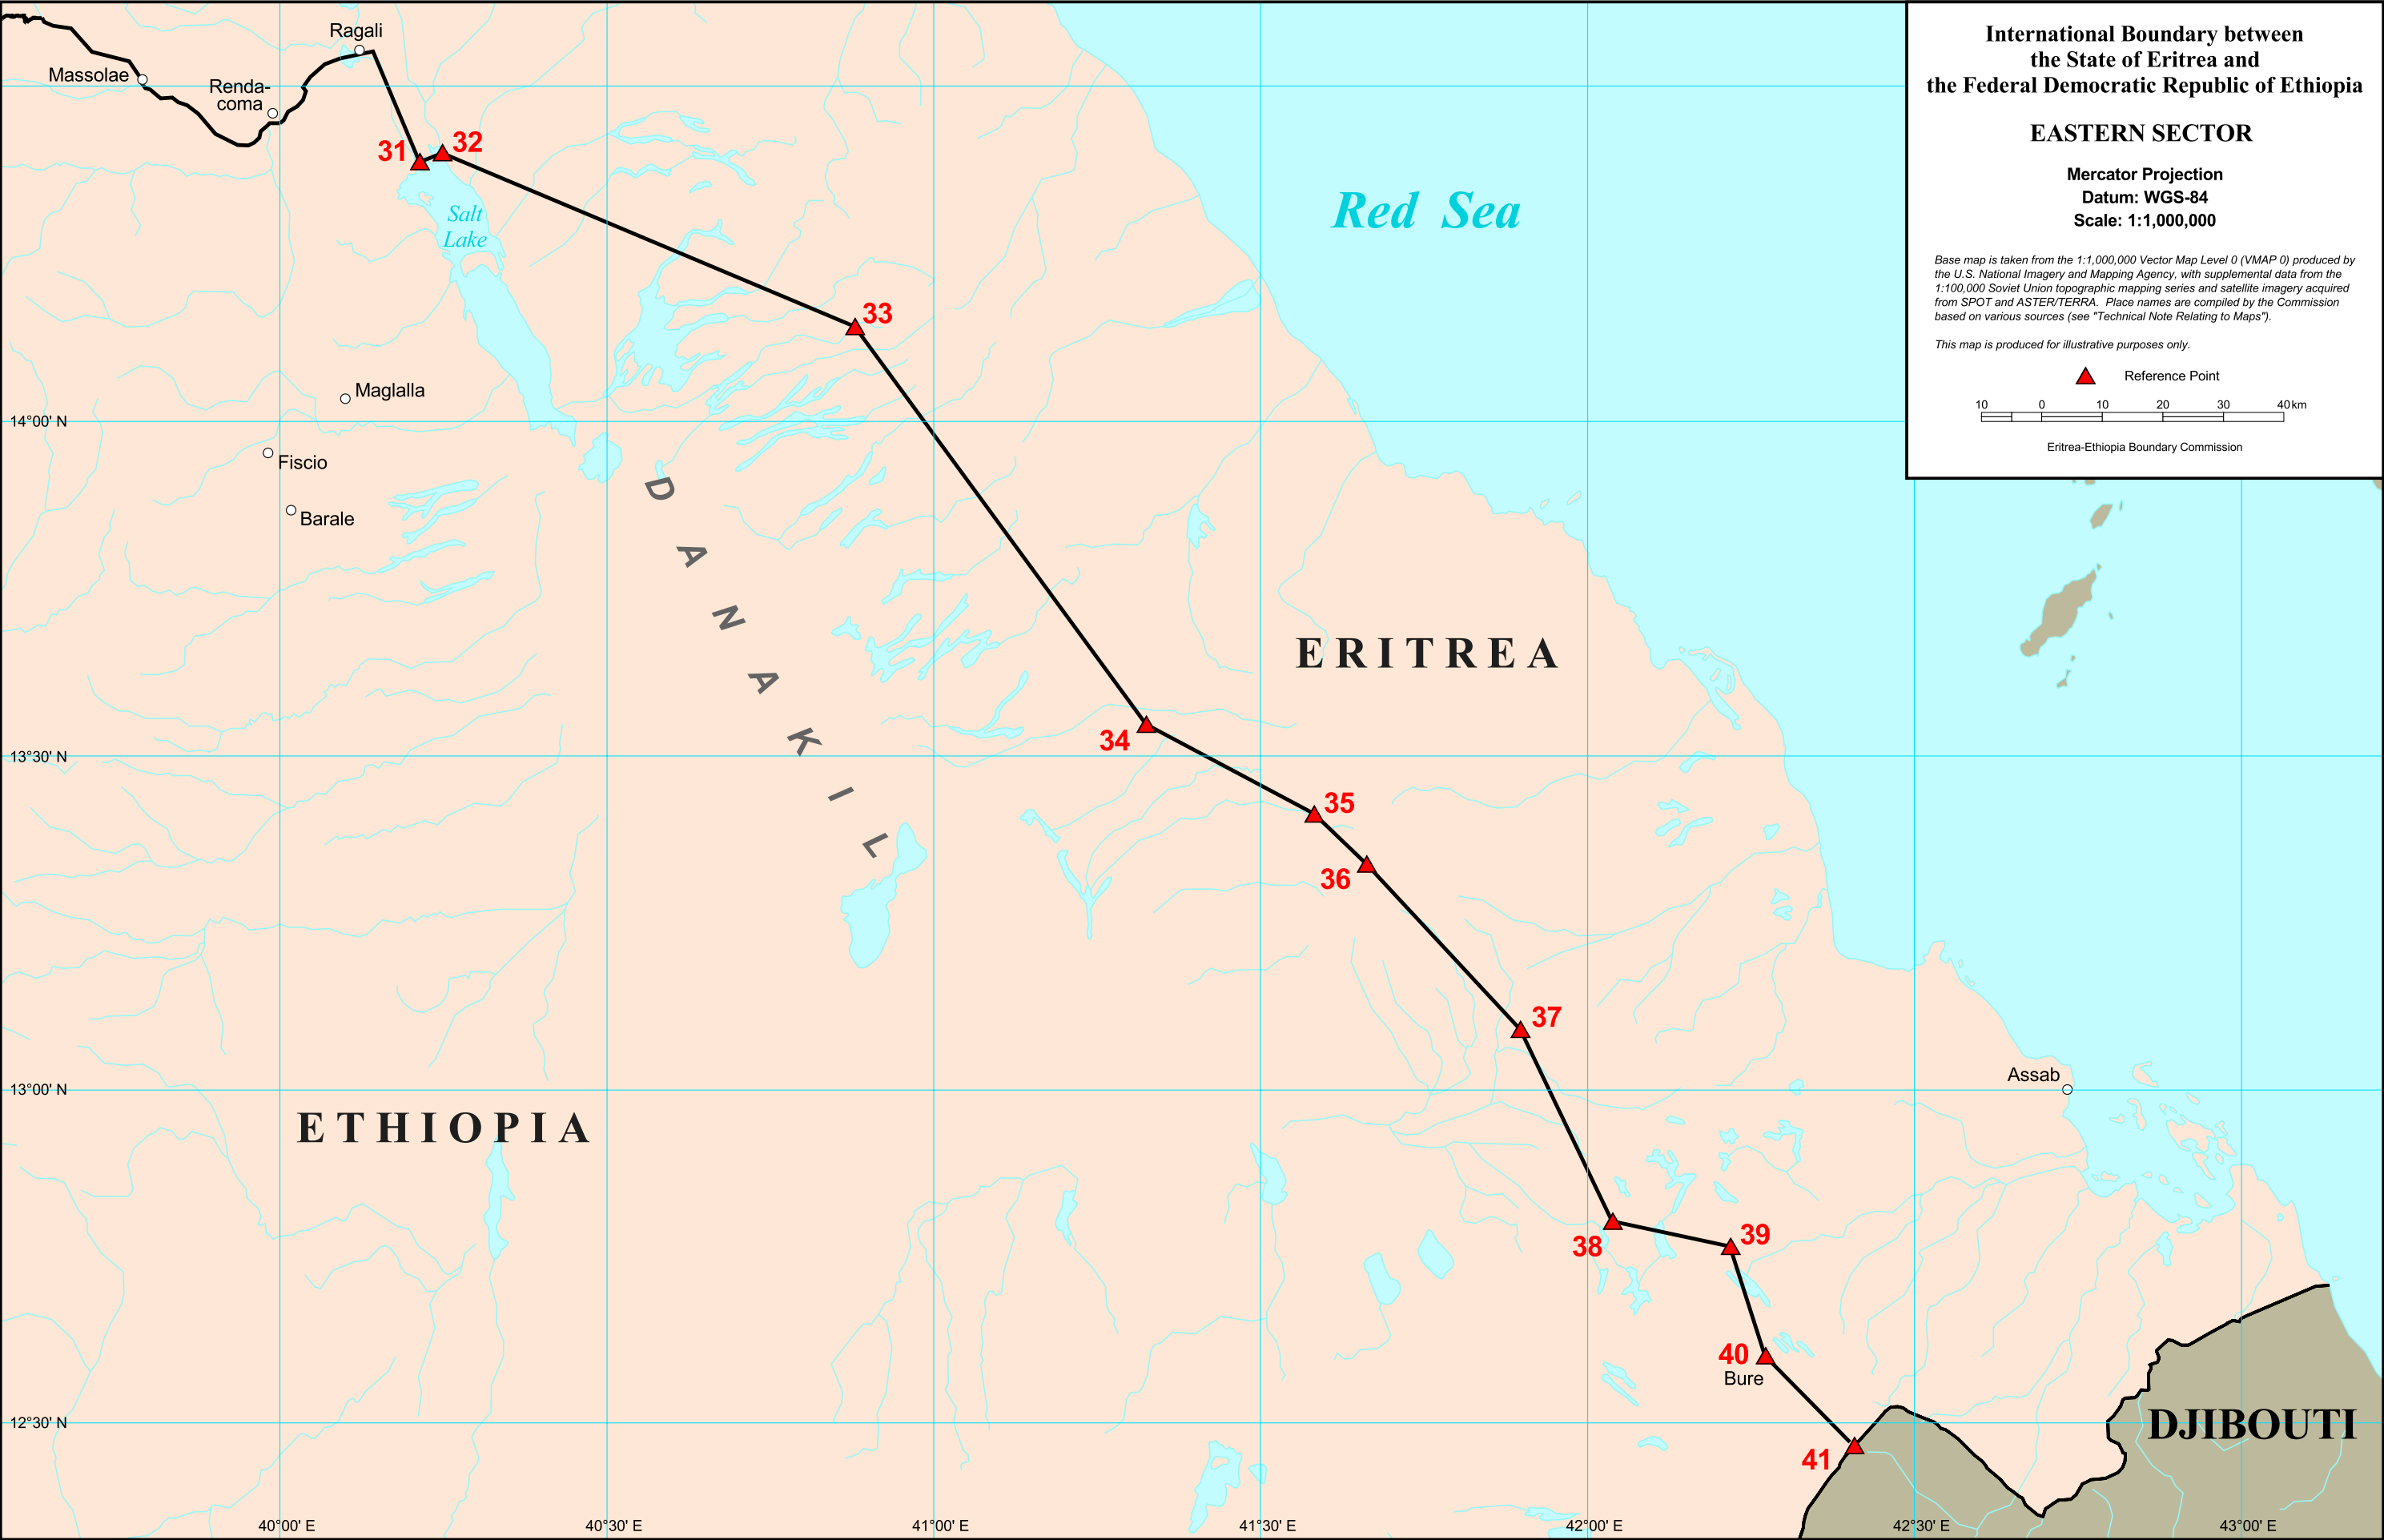 International Boundary between
the State of Eritrea and
the Federal Democratic Republic of Ethiopia
EASTERN SECTOR
Mercator Projection
Datum: WGS-84
Scale: 1:1,000,000
Base map is taken from the 1:1,000,000 Vector Map Level 0 (VMAP 0) produced by
the U.S. National Imagery and Mapping Agency, with supplemental data from the
1:100,000 Soviet Union topographic mapping series and satellite imagery acquired
from SPOT and ASTER/TERRA. Place names are compiled by the Commission
based on various sources (see "Technical Note Relating to Maps").
This map is produced for illustrative purposes only.
Reference Point
10 0 10 20 30 40 km
Eritrea-Ethiopia Boundary Commission
Ragali
Massolae
Renda-
coma
31
32
Salt
Lake
Red Sea
33
Maglalla
14°00' N
Fiscio
Barale
DANAKIL
ERITREA
34
13°30' N
35
36
37
Assab
13°00' N
ETHIOPIA
38
39
40
Bure
12°30' N
DJIBOUTI
41
40°00' E
40°30' E
41°00' E
41°30' E
42°00' E
42°30' E
43°00' E